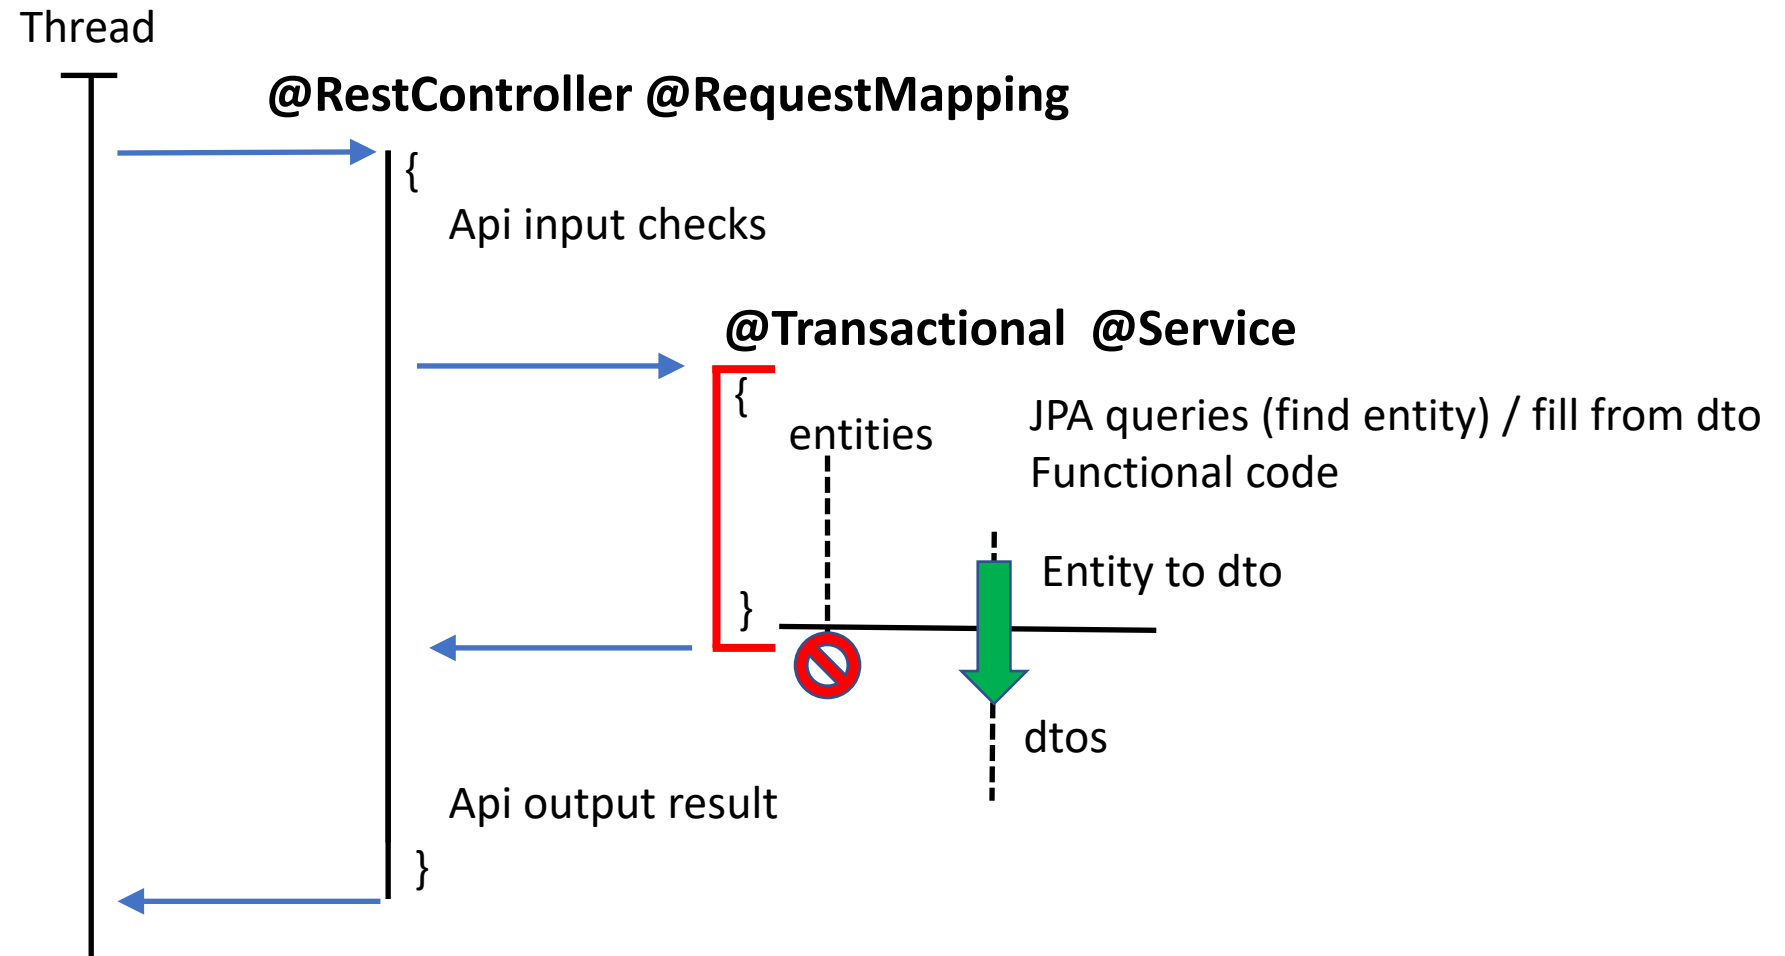 Thread
@RestController @RequestMapping
{
Api input checks
@Transactional  @Service
{
entities
JPA queries (find entity) / fill from dto
Functional code
Entity to dto
}
dtos
Api output result
}